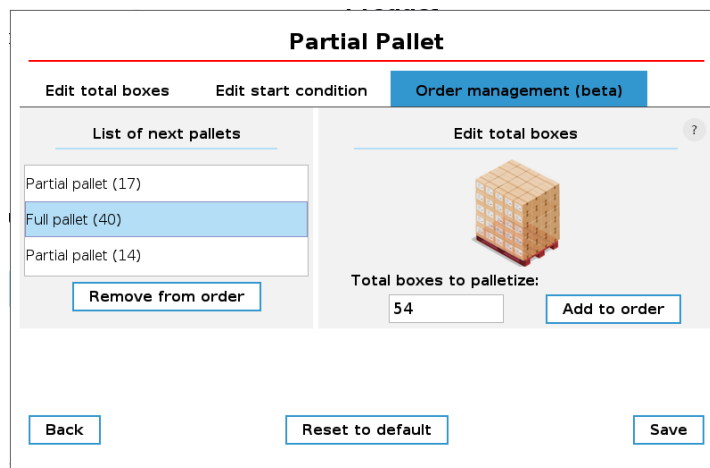 Partial Pallet
Edit total boxes
Edit start condition
Order management (beta)
List of next pallets
Partial pallet (17)
Full pallet (40)
Partial pallet (14)
Remove from order
Edit total boxes
?
Total boxes to palletize:
54
Add to order
Back
Reset to default
Save